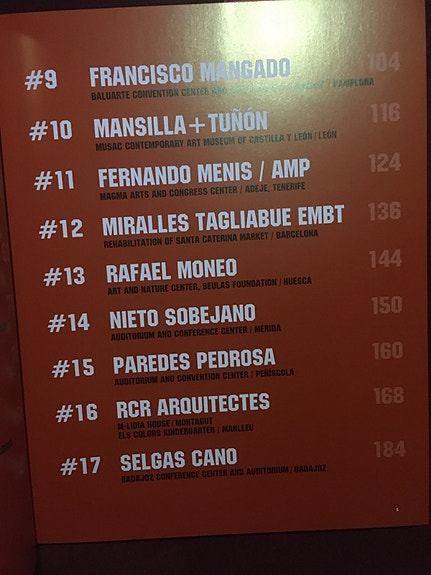 #9 FRANCISCO MANGADO 104
BALUARTE CONVENTION CENTER AND / PAMPLONA
#10 MANSILLA+TUÑÓN 116
MUSAC CONTEMPORARY ART MUSEUM OF CASTILLA Y LEÓN / LEÓN
#11 FERNANDO MENIS / AMP 124
MAGMA ARTS AND CONGRESS CENTER / ADEJE, TENERIFE
#12 MIRALLES TAGLIABUE EMBT 136
REHABILITATION OF SANTA CATERINA MARKET / BARCELONA
#13 RAFAEL MONEO 144
ART AND NATURE CENTER, BEULAS FOUNDATION / HUESCA
#14 NIETO SOBEJANO 150
AUDITORIUM AND CONFERENCE CENTER / MÉRIDA
#15 PAREDES PEDROSA 160
AUDITORIUM AND CONVENTION CENTER / PEÑÍSCOLA
#16 RCR ARQUITECTES 168
M-LIDIA HOUSE / MONTAGUT
ELS COLORS KINDERGARTEN / MANLLEU
#17 SELGAS CANO 184
BADAJOZ CONFERENCE CENTER AND AUDITORIUM / BADAJOZ